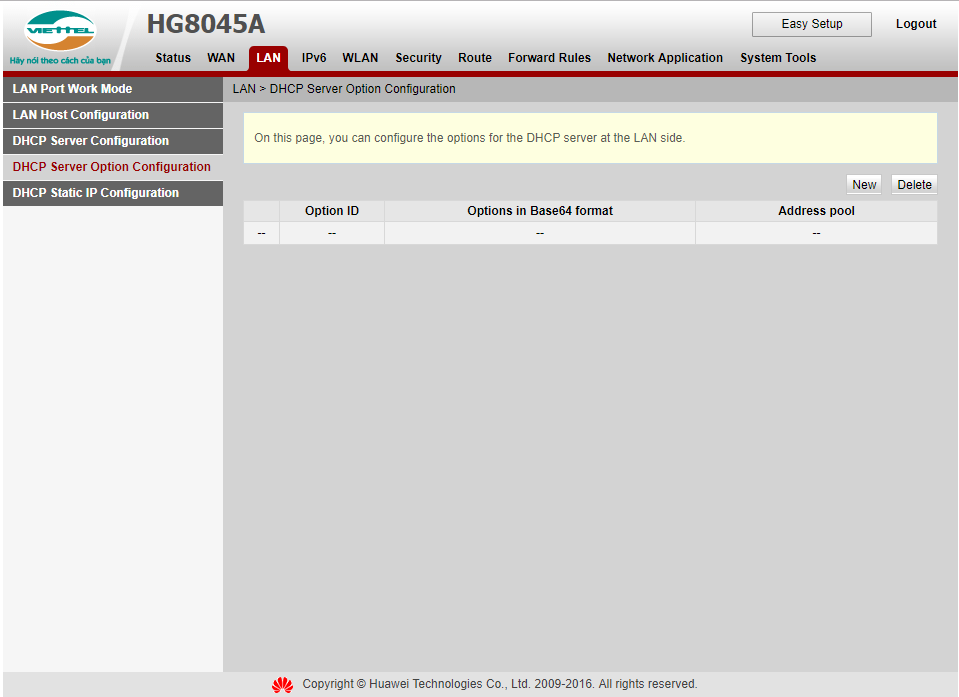 VIETTEL
Hãy nói theo cách của bạn
HG8045A
Easy Setup
Logout
Status WAN LAN IPv6 WLAN Security Route Forward Rules Network Application System Tools
LAN Port Work Mode
LAN Host Configuration
DHCP Server Configuration
DHCP Server Option Configuration
DHCP Static IP Configuration
LAN > DHCP Server Option Configuration
On this page, you can configure the options for the DHCP server at the LAN side.
New Delete
Option ID Options in Base64 format Address pool
-- -- -- --
Copyright © Huawei Technologies Co., Ltd. 2009-2016. All rights reserved.